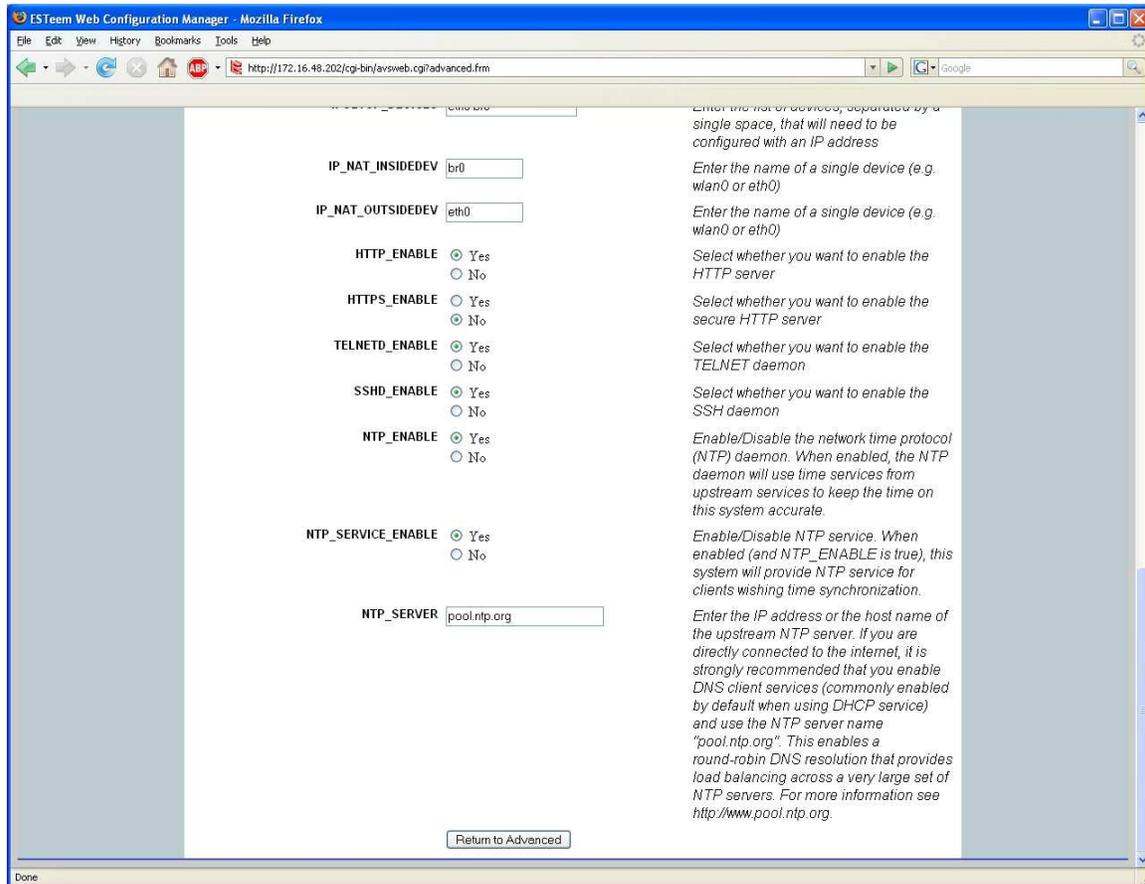 ESTeem Web Configuration Manager - Mozilla Firefox
File Edit View History Bookmarks Tools Help
ABP http://172.16.48.202/cgi-bin/avsweb.cgi?advanced.frm G Google
single space, that will need to be
configured with an IP address
IP_NAT_INSIDEDEV br0 Enter the name of a single device (e.g.
wlan0 or eth0)
IP_NAT_OUTSIDEDEV eth0 Enter the name of a single device (e.g.
wlan0 or eth0)
HTTP_ENABLE Yes Select whether you want to enable the
No HTTP server
HTTPS_ENABLE Yes Select whether you want to enable the
No secure HTTP server
TELNETD_ENABLE Yes Select whether you want to enable the
No TELNET daemon
SSHD_ENABLE Yes Select whether you want to enable the
No SSH daemon
NTP_ENABLE Yes Enable/Disable the network time protocol
No (NTP) daemon. When enabled, the NTP
daemon will use time services from
upstream services to keep the time on
this system accurate.
NTP_SERVICE_ENABLE Yes Enable/Disable NTP service. When
No enabled (and NTP_ENABLE is true), this
system will provide NTP service for
clients wishing time synchronization.
NTP_SERVER pool.ntp.org Enter the IP address or the host name of
the upstream NTP server. If you are
directly connected to the internet, it is
strongly recommended that you enable
DNS client services (commonly enabled
by default when using DHCP service)
and use the NTP server name
"pool.ntp.org". This enables a
round-robin DNS resolution that provides
load balancing across a very large set of
NTP servers. For more information see
http://www.pool.ntp.org.
Return to Advanced
Done